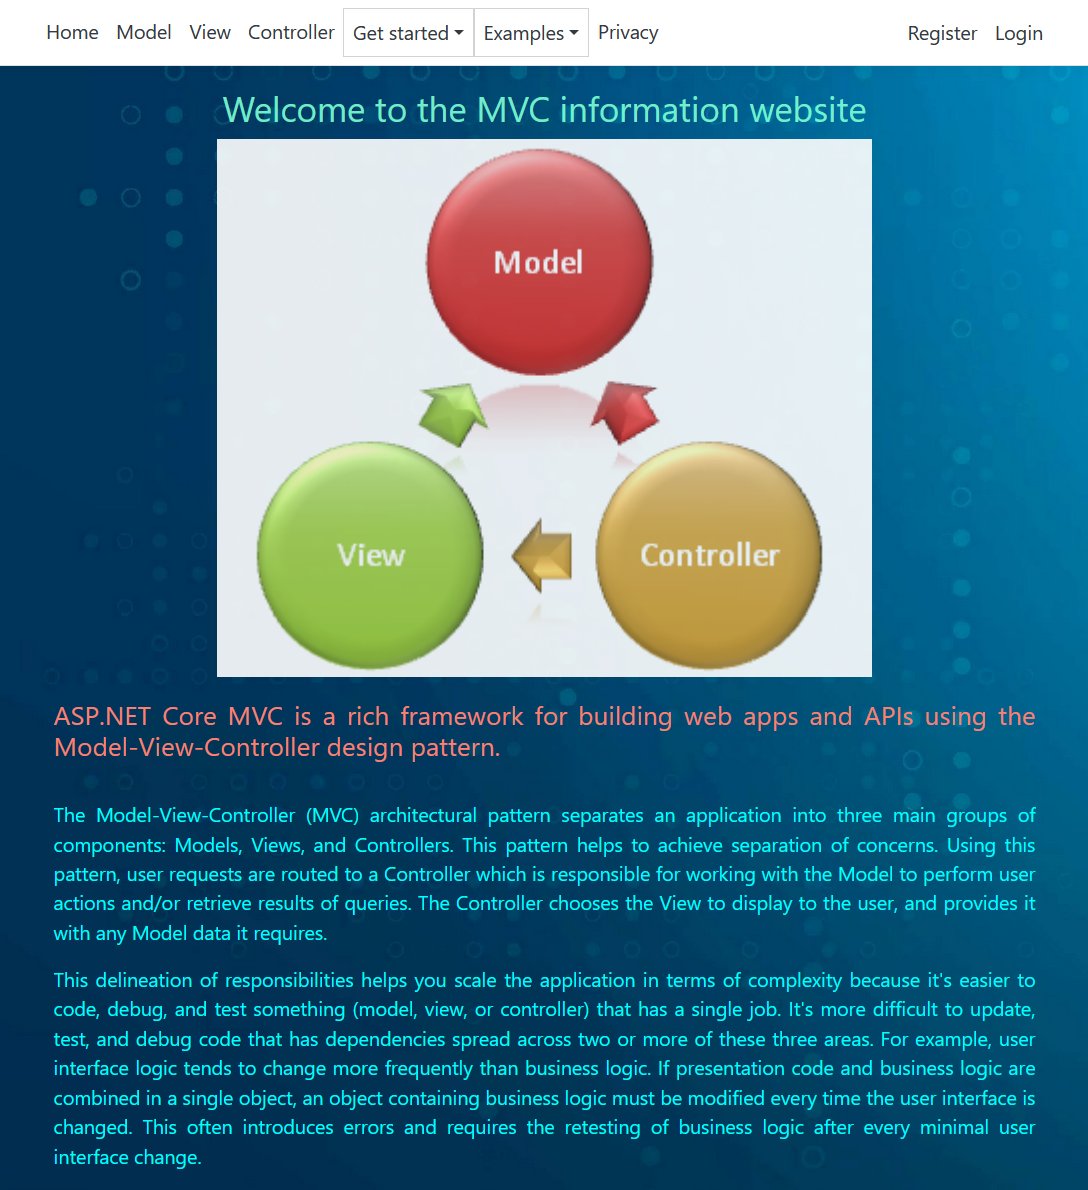 Home Model View Controller Get started Examples Privacy Register Login
Welcome to the MVC information website
Model
View
Controller
ASP.NET Core MVC is a rich framework for building web apps and APIs using the
Model-View-Controller design pattern.
The Model-View-Controller (MVC) architectural pattern separates an application into three main groups of
components: Models, Views, and Controllers. This pattern helps to achieve separation of concerns. Using this
pattern, user requests are routed to a Controller which is responsible for working with the Model to perform user
actions and/or retrieve results of queries. The Controller chooses the View to display to the user, and provides it
with any Model data it requires.
This delineation of responsibilities helps you scale the application in terms of complexity because it's easier to
code, debug, and test something (model, view, or controller) that has a single job. It's more difficult to update,
test, and debug code that has dependencies spread across two or more of these three areas. For example, user
interface logic tends to change more frequently than business logic. If presentation code and business logic are
combined in a single object, an object containing business logic must be modified every time the user interface is
changed. This often introduces errors and requires the retesting of business logic after every minimal user
interface change.